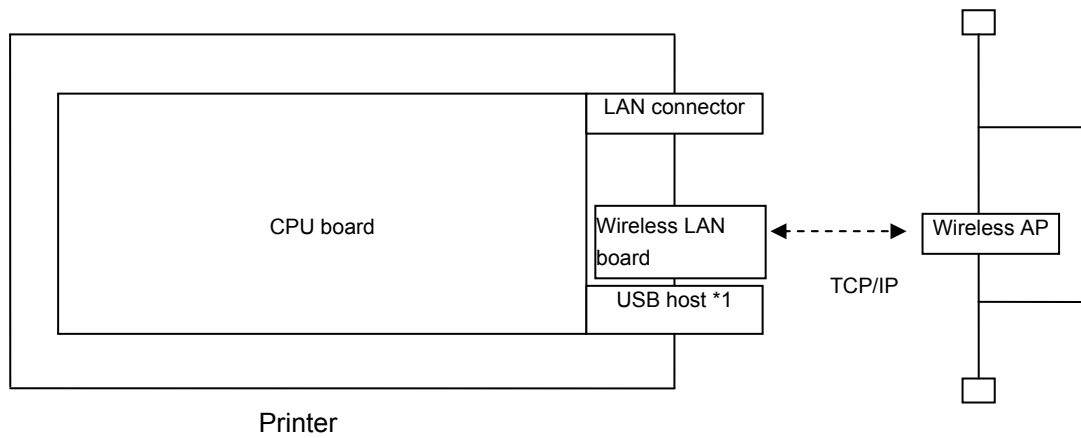 LAN connector
CPU board
Wireless LAN
board
Wireless AP
TCP/IP
USB host *1
Printer